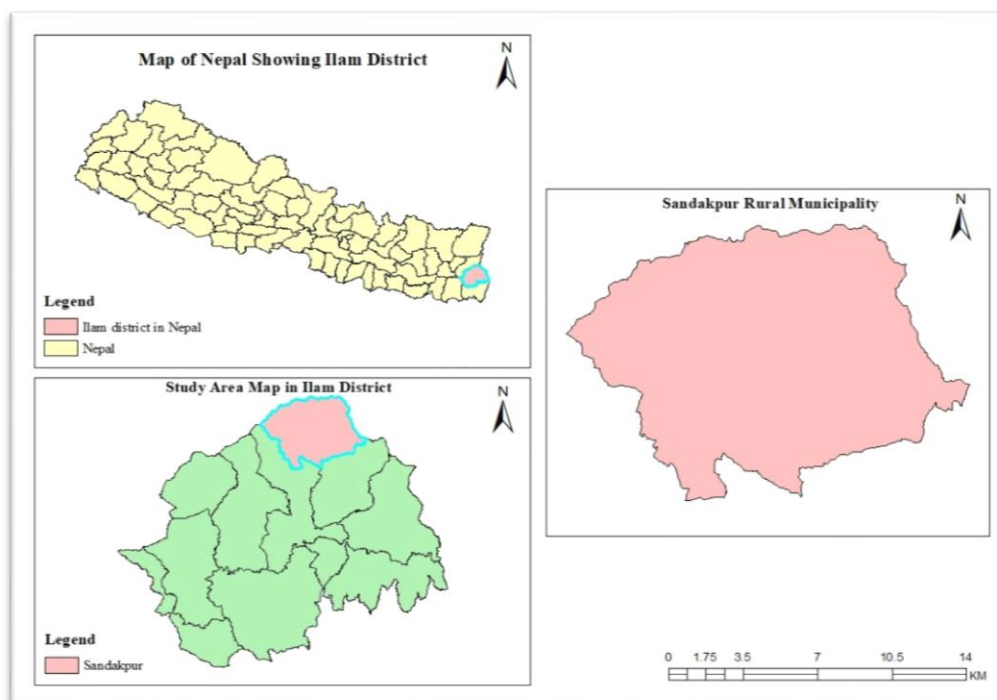 Map of Nepal Showing Ilam District
N
Legend
Ilam district in Nepal
Nepal
Study Area Map in Ilam District
N
Legend
Sandakpur
Sandakpur Rural Municipality
N
0 1.75 3.5 7 10.5 14
KM